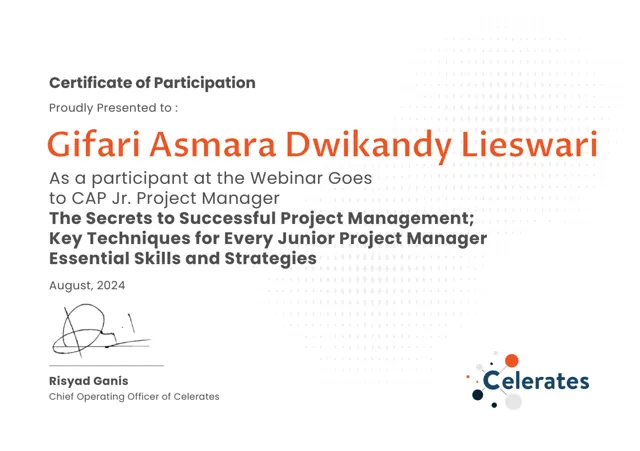 Certificate of Participation
Proudly Presented to :
Gifari Asmara Dwikandy Lieswari
As a participant at the Webinar Goes
to CAP Jr. Project Manager
The Secrets to Successful Project Management;
Key Techniques for Every Junior Project Manager
Essential Skills and Strategies
August, 2024
Risyad Ganis
Chief Operating Officer of Celerates
Celerates